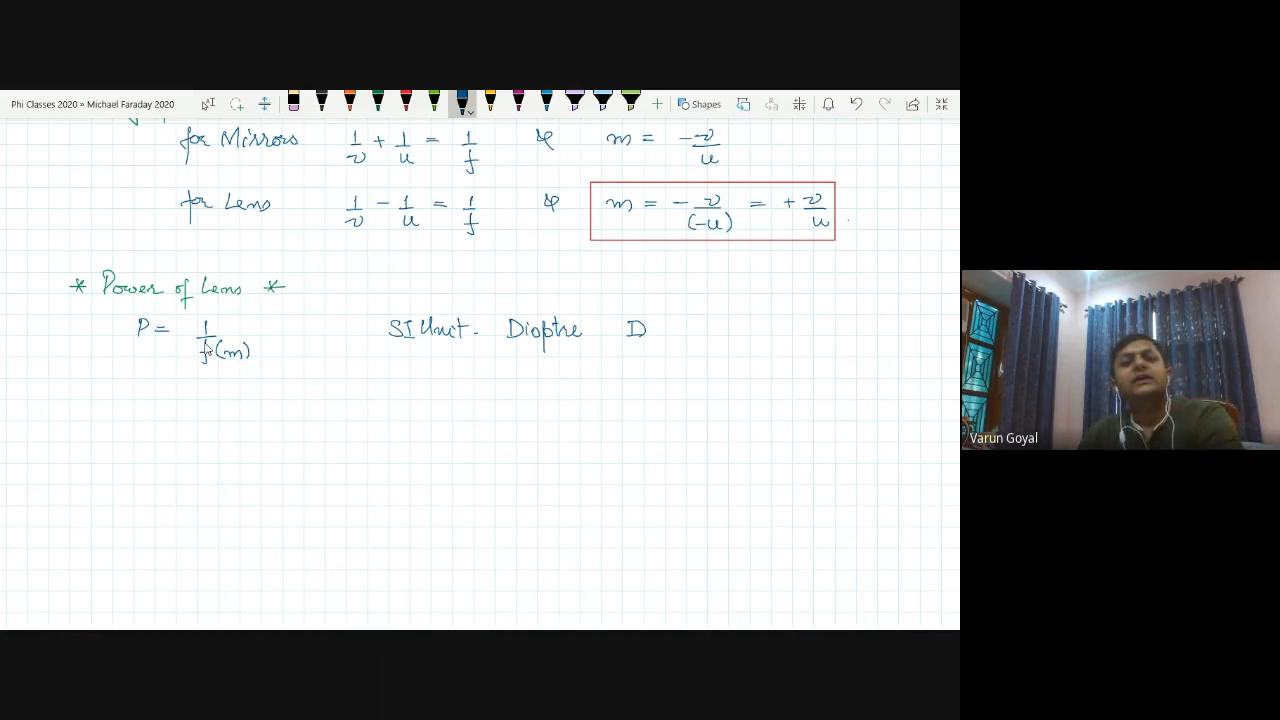 Phi Classes 2020 » Michael Faraday 2020 Shapes
for Mirrors 1/v + 1/u = 1/f & m = -v/u
for Lens 1/v - 1/u = 1/f & m = - v/(-u) = + v/u
* Power of Lens *
P = 1/f(m) SI Unit - Dioptre D
Varun Goyal